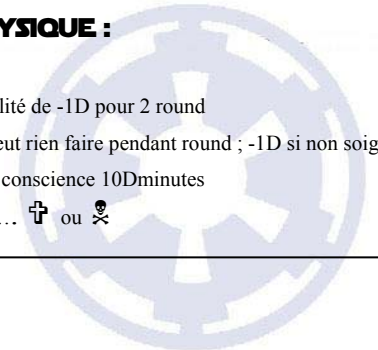 YSIQUE :
lité de -1D pour 2 round
eut rien faire pendant round ; -1D si non soig
conscience 10Dminutes
… ✞ ou ☠